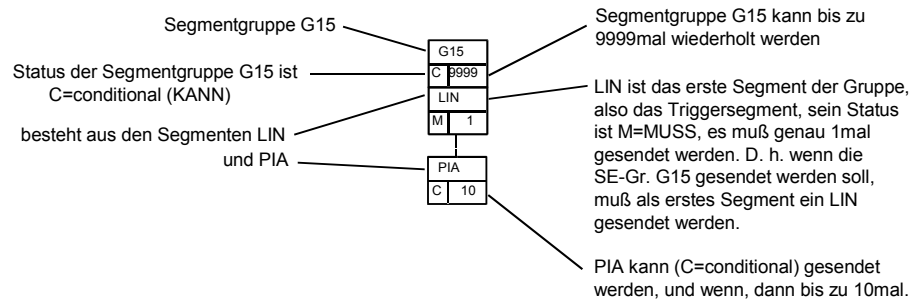 Segmentgruppe G15
Status der Segmentgruppe G15 ist
C=conditional (KANN)
besteht aus den Segmenten LIN
und PIA
G15
C 9999
LIN
M 1
PIA
C 10
Segmentgruppe G15 kann bis zu
9999mal wiederholt werden
LIN ist das erste Segment der Gruppe,
also das Triggersegment, sein Status
ist M=MUSS, es muß genau 1mal
gesendet werden. D. h. wenn die
SE-Gr. G15 gesendet werden soll,
muß als erstes Segment ein LIN
gesendet werden.
PIA kann (C=conditional) gesendet
werden, und wenn, dann bis zu 10mal.